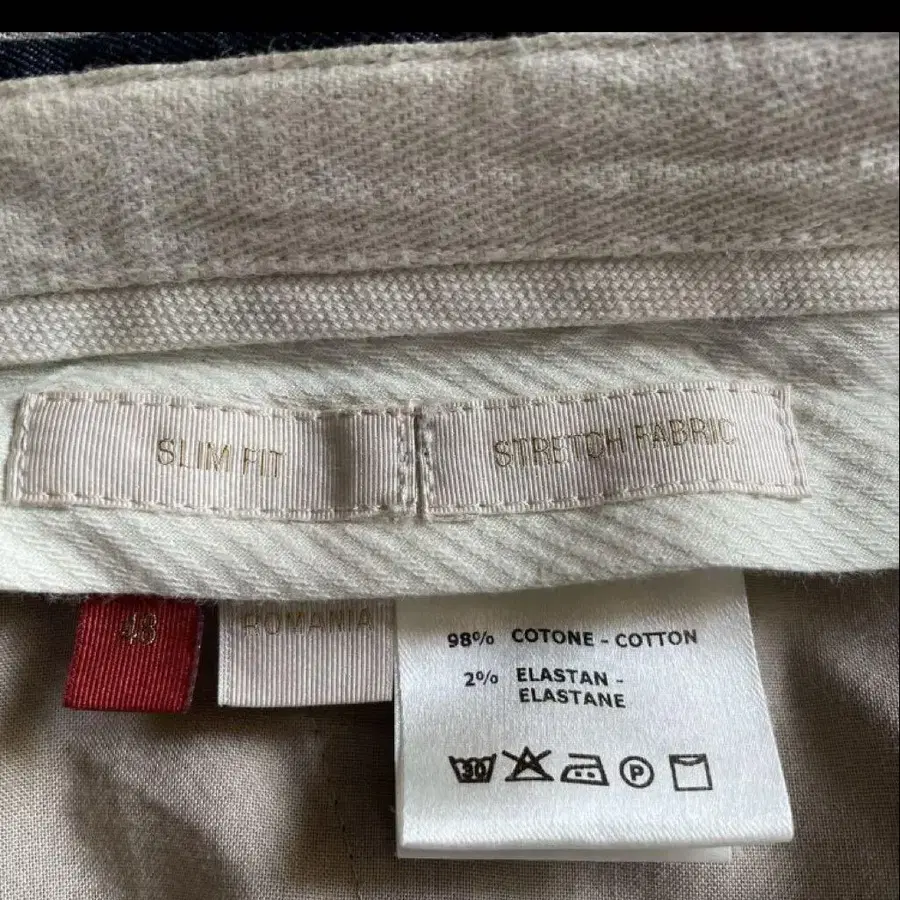 SLIM FIT
STRETCH FABRIC
48
ROMANIA
98% COTONE - COTTON
2% ELASTAN -
ELASTANE
30
P